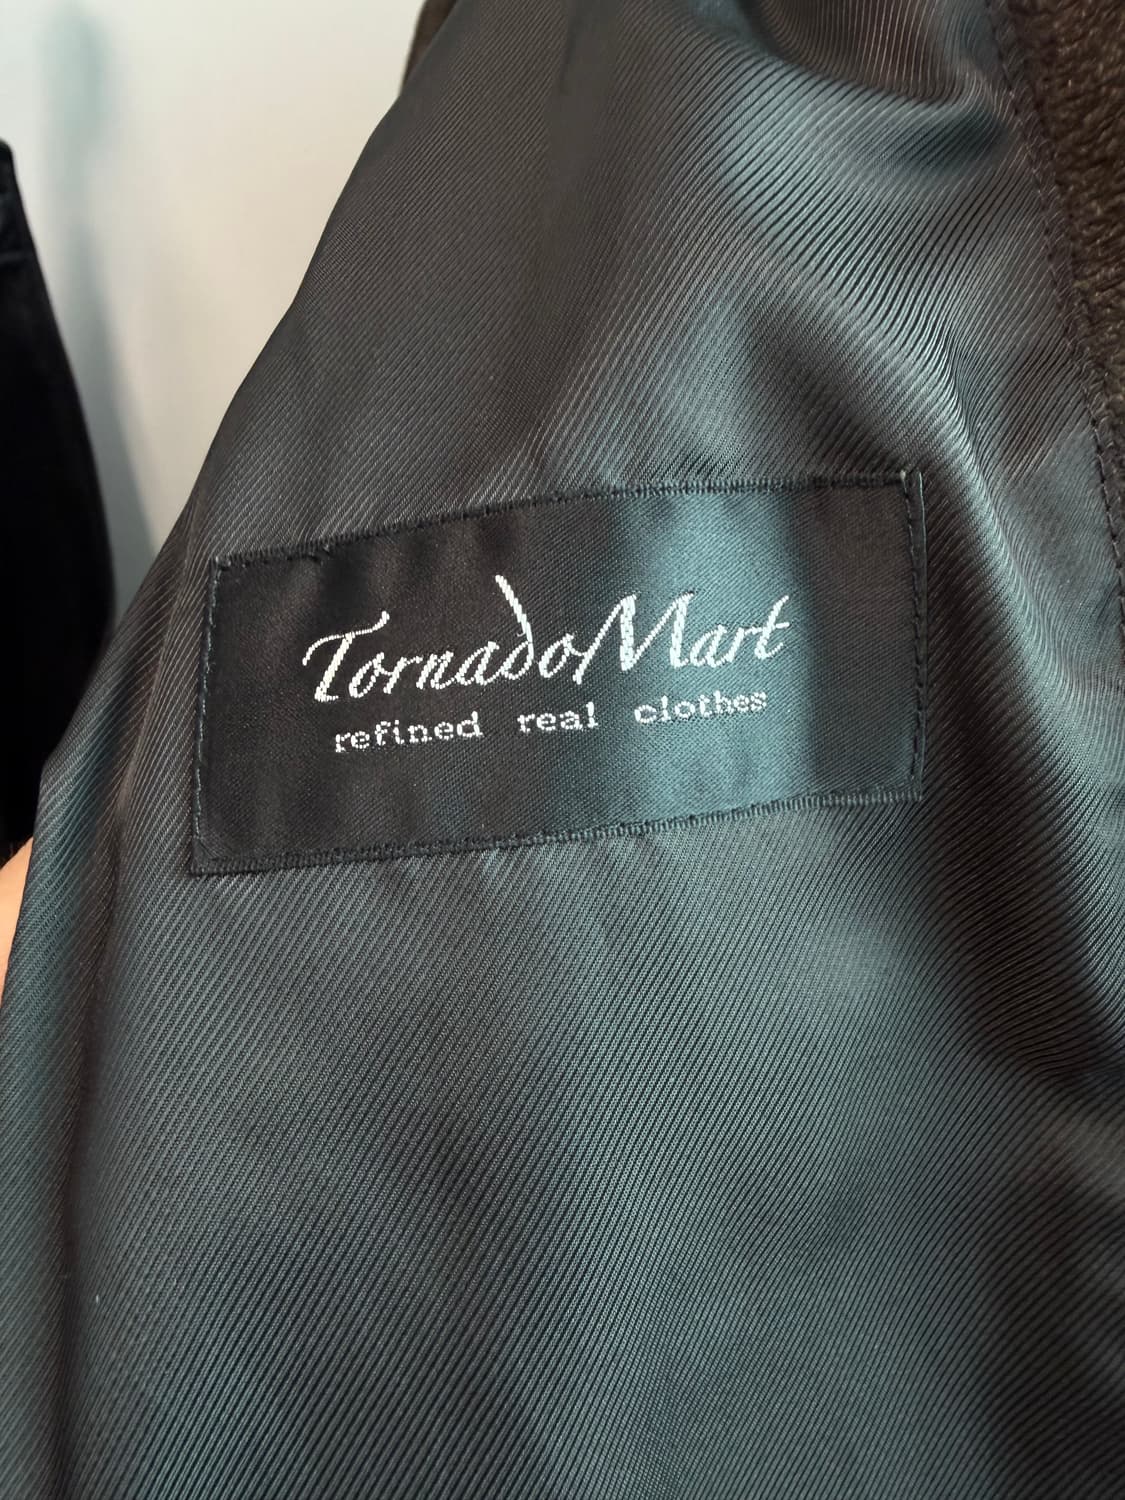 TornadoMart
refined real clothes